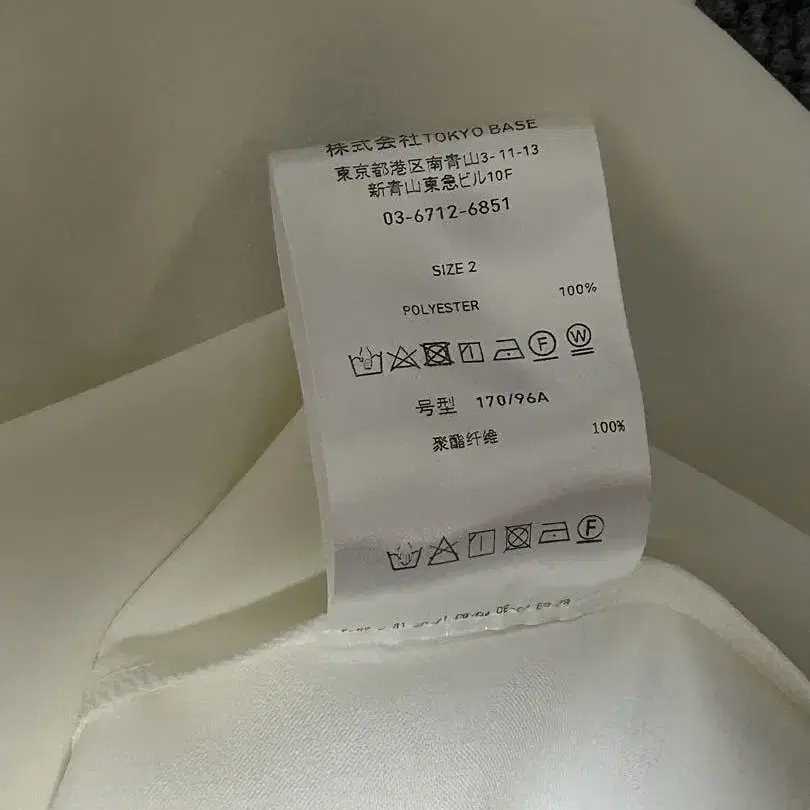 株式会社TOKYO BASE
東京都港区南青山3-11-13
新青山東急ビル10F
03-6712-6851
SIZE 2
POLYESTER 100%
F W
号型 170/96A
聚酯纤维 100%
F